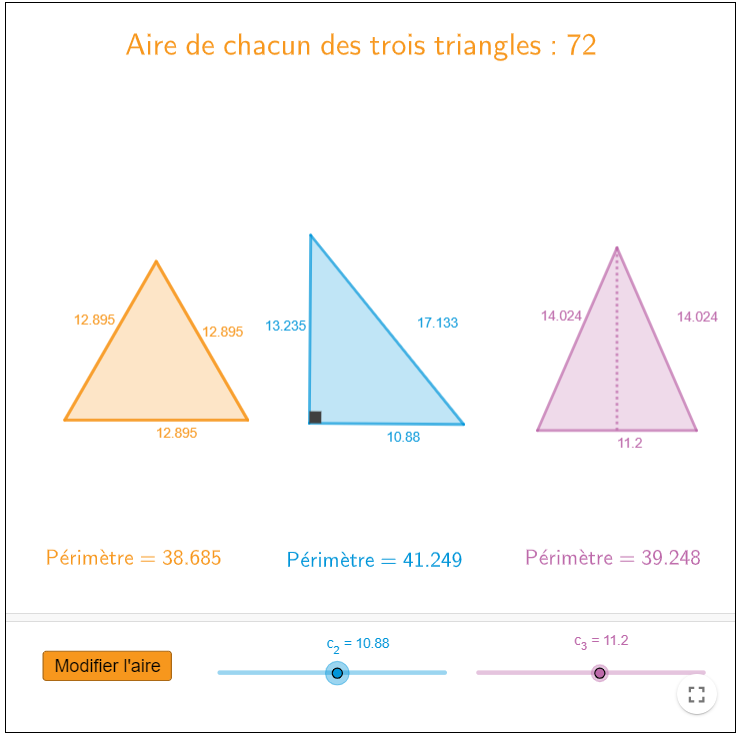 Aire de chacun des trois triangles : 72
12.895
12.895
12.895
13.235
17.133
10.88
14.024
14.024
11.2
Périmètre = 38.685
Périmètre = 41.249
Périmètre = 39.248
Modifier l'aire
c₂ = 10.88
c₃ = 11.2